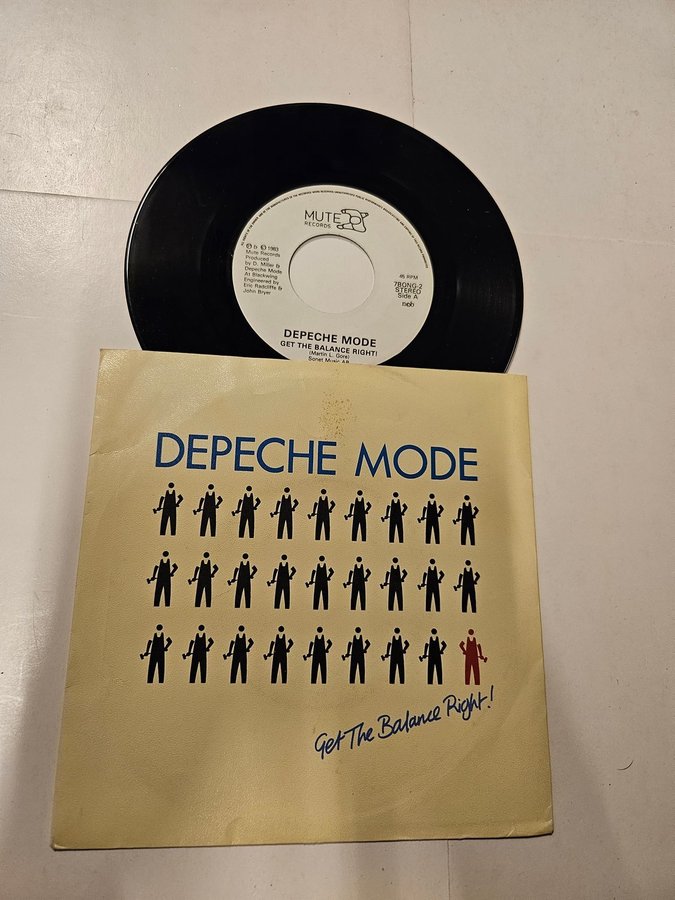 MUTE
RECORDS
℗ & © 1983
Mute Records
Produced
by D. Miller &
Depeche Mode
At Blackwing
Engineered by
Eric Radcliffe &
John Bryer
45 RPM
7BONG-2
STEREO
Side A
ncb
DEPECHE MODE
GET THE BALANCE RIGHT!
(Martin L. Gore)
Sonet Music AB
DEPECHE MODE
Get The Balance Right!